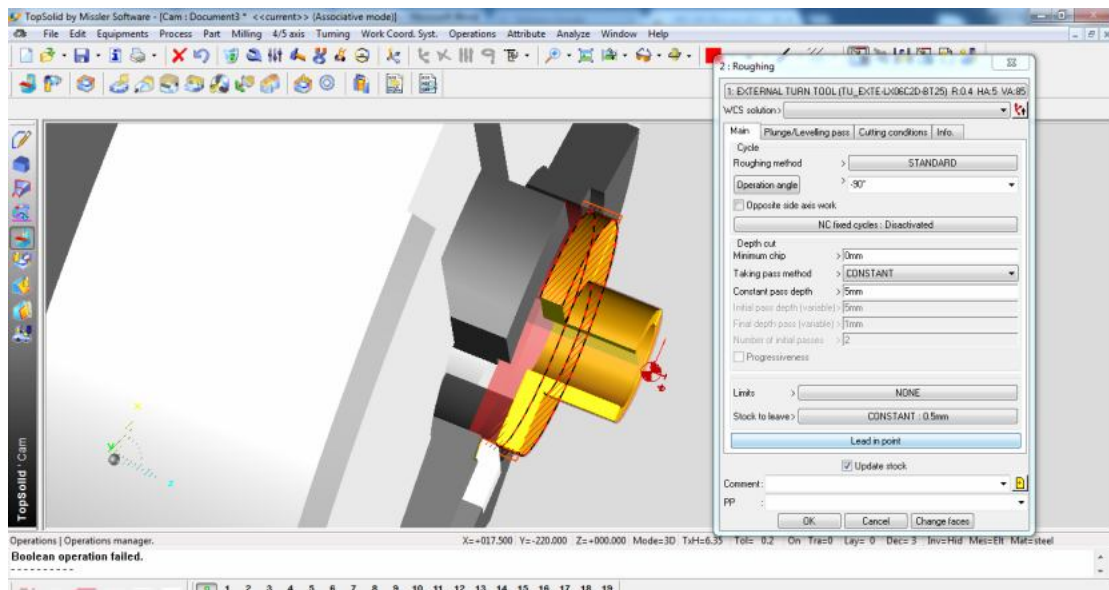 TopSolid by Missler Software - [Cam : Document3 * <<current>> (Associative mode)]
File Edit Equipments Process Part Milling 4/5 axis Turning Work Coord. Syst. Operations Attribute Analyze Window Help
2 : Roughing
1: EXTERNAL TURN TOOL (TU_EXTE-LX06C2D-BT25) R:0.4 HA:5 VA:85
WCS solution >
Main Plunge/Levelling pass Cutting conditions Info.
Cycle
Roughing method > STANDARD
Operation angle > -90°
Opposite side axis work
NC fixed cycles : Disactivated
Depth cut
Minimum chip > 0mm
Taking pass method > CONSTANT
Constant pass depth > 5mm
Initial pass depth (variable) > 5mm
Final depth pass (variable) > 1mm
Number of initial passes > 2
Progressiveness
Limits > NONE
Stock to leave > CONSTANT : 0.5mm
Lead in point
Update stock
Comment :
PP :
OK Cancel Change faces
TopSolid'Cam
x
y
z
Operations | Operations manager.
X=+017.500 Y=-220.000 Z=+000.000 Mode=3D TxH=6.35 Tol= 0.2 On Tra=0 Lay= 0 Dec= 3 Inv=Hid Mes=Elt Mat=steel
Boolean operation failed.
----------
0 1 2 3 4 5 6 7 8 9 10 11 12 13 14 15 16 17 18 19